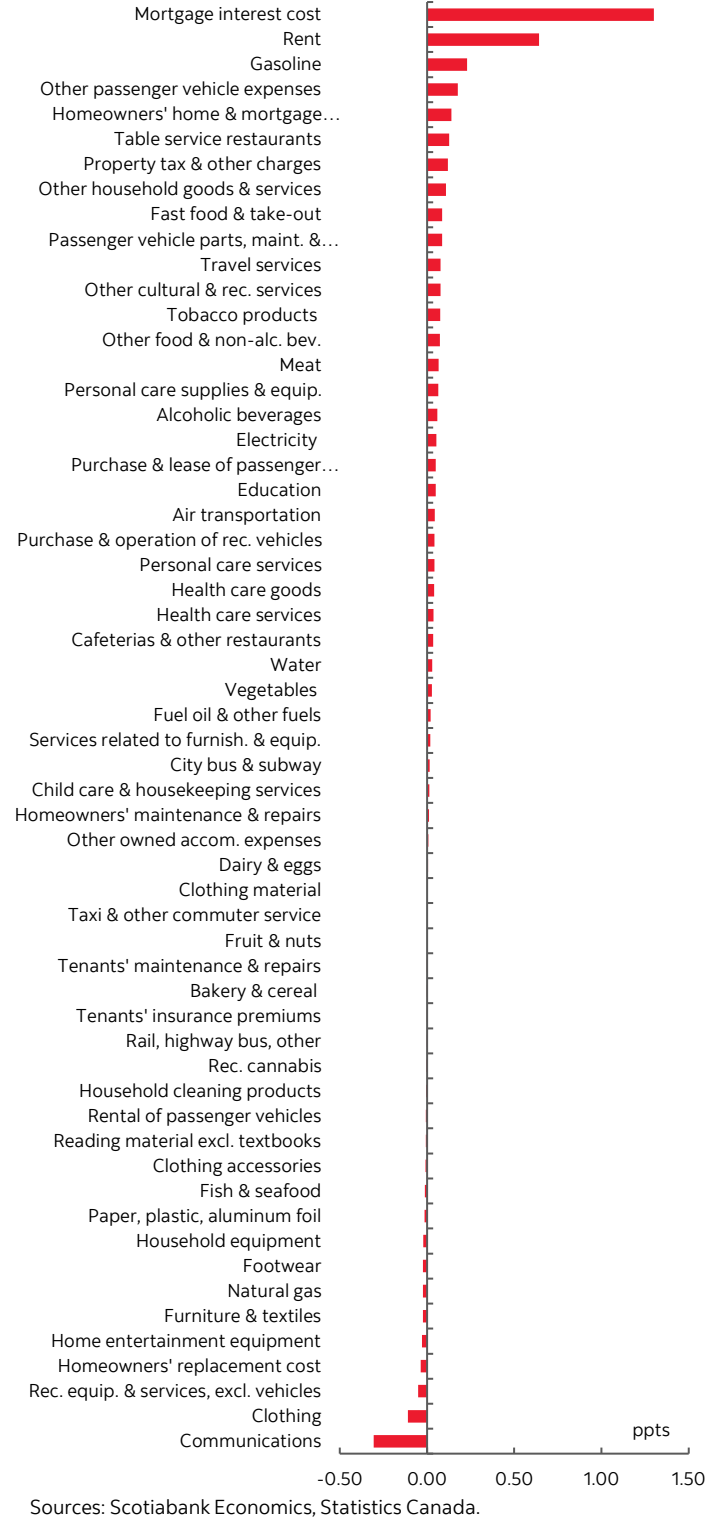 Mortgage interest cost
Rent
Gasoline
Other passenger vehicle expenses
Homeowners' home & mortgage…
Table service restaurants
Property tax & other charges
Other household goods & services
Fast food & take-out
Passenger vehicle parts, maint. &…
Travel services
Other cultural & rec. services
Tobacco products
Other food & non-alc. bev.
Meat
Personal care supplies & equip.
Alcoholic beverages
Electricity
Purchase & lease of passenger…
Education
Air transportation
Purchase & operation of rec. vehicles
Personal care services
Health care goods
Health care services
Cafeterias & other restaurants
Water
Vegetables
Fuel oil & other fuels
Services related to furnish. & equip.
City bus & subway
Child care & housekeeping services
Homeowners' maintenance & repairs
Other owned accom. expenses
Dairy & eggs
Clothing material
Taxi & other commuter service
Fruit & nuts
Tenants' maintenance & repairs
Bakery & cereal
Tenants' insurance premiums
Rail, highway bus, other
Rec. cannabis
Household cleaning products
Rental of passenger vehicles
Reading material excl. textbooks
Clothing accessories
Fish & seafood
Paper, plastic, aluminum foil
Household equipment
Footwear
Natural gas
Furniture & textiles
Home entertainment equipment
Homeowners' replacement cost
Rec. equip. & services, excl. vehicles
Clothing
ppts
Communications
-0.50 0.00 0.50 1.00 1.50
Sources: Scotiabank Economics, Statistics Canada.